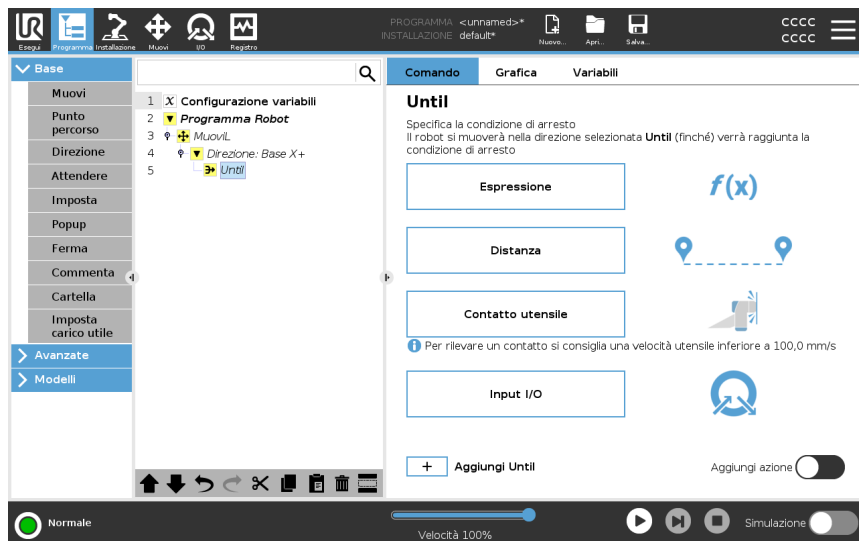 UR
PROGRAMMA <unnamed>*
INSTALLAZIONE default*
CCCC
CCCC
Esegui
Programma
Installazione
Muovi
I/O
Registro
Nuovo...
Apri...
Salva...
Base
Muovi
Punto
percorso
Direzione
Attendere
Imposta
Popup
Ferma
Commenta
Cartella
Imposta
carico utile
Avanzate
Modelli
1 X Configurazione variabili
2 Programma Robot
3 MuoviL
4 Direzione: Base X+
5 Until
Comando Grafica Variabili
Until
Specifica la condizione di arresto
Il robot si muoverà nella direzione selezionata Until (finché) verrà raggiunta la
condizione di arresto
Espressione
f(x)
Distanza
Contatto utensile
Per rilevare un contatto si consiglia una velocità utensile inferiore a 100,0 mm/s
Input I/O
+ Aggiungi Until
Aggiungi azione
Normale
Velocità 100%
Simulazione